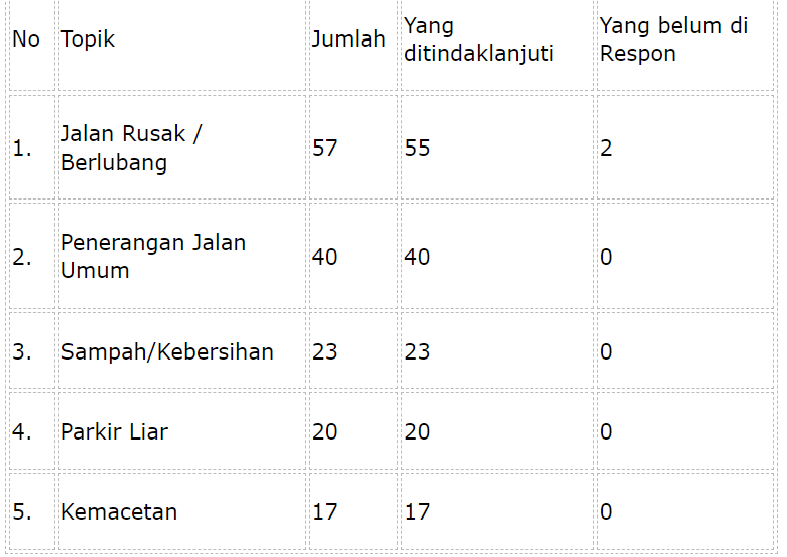 No Topik Jumlah Yang ditindaklanjuti Yang belum di Respon
1. Jalan Rusak / Berlubang 57 55 2
2. Penerangan Jalan Umum 40 40 0
3. Sampah/Kebersihan 23 23 0
4. Parkir Liar 20 20 0
5. Kemacetan 17 17 0